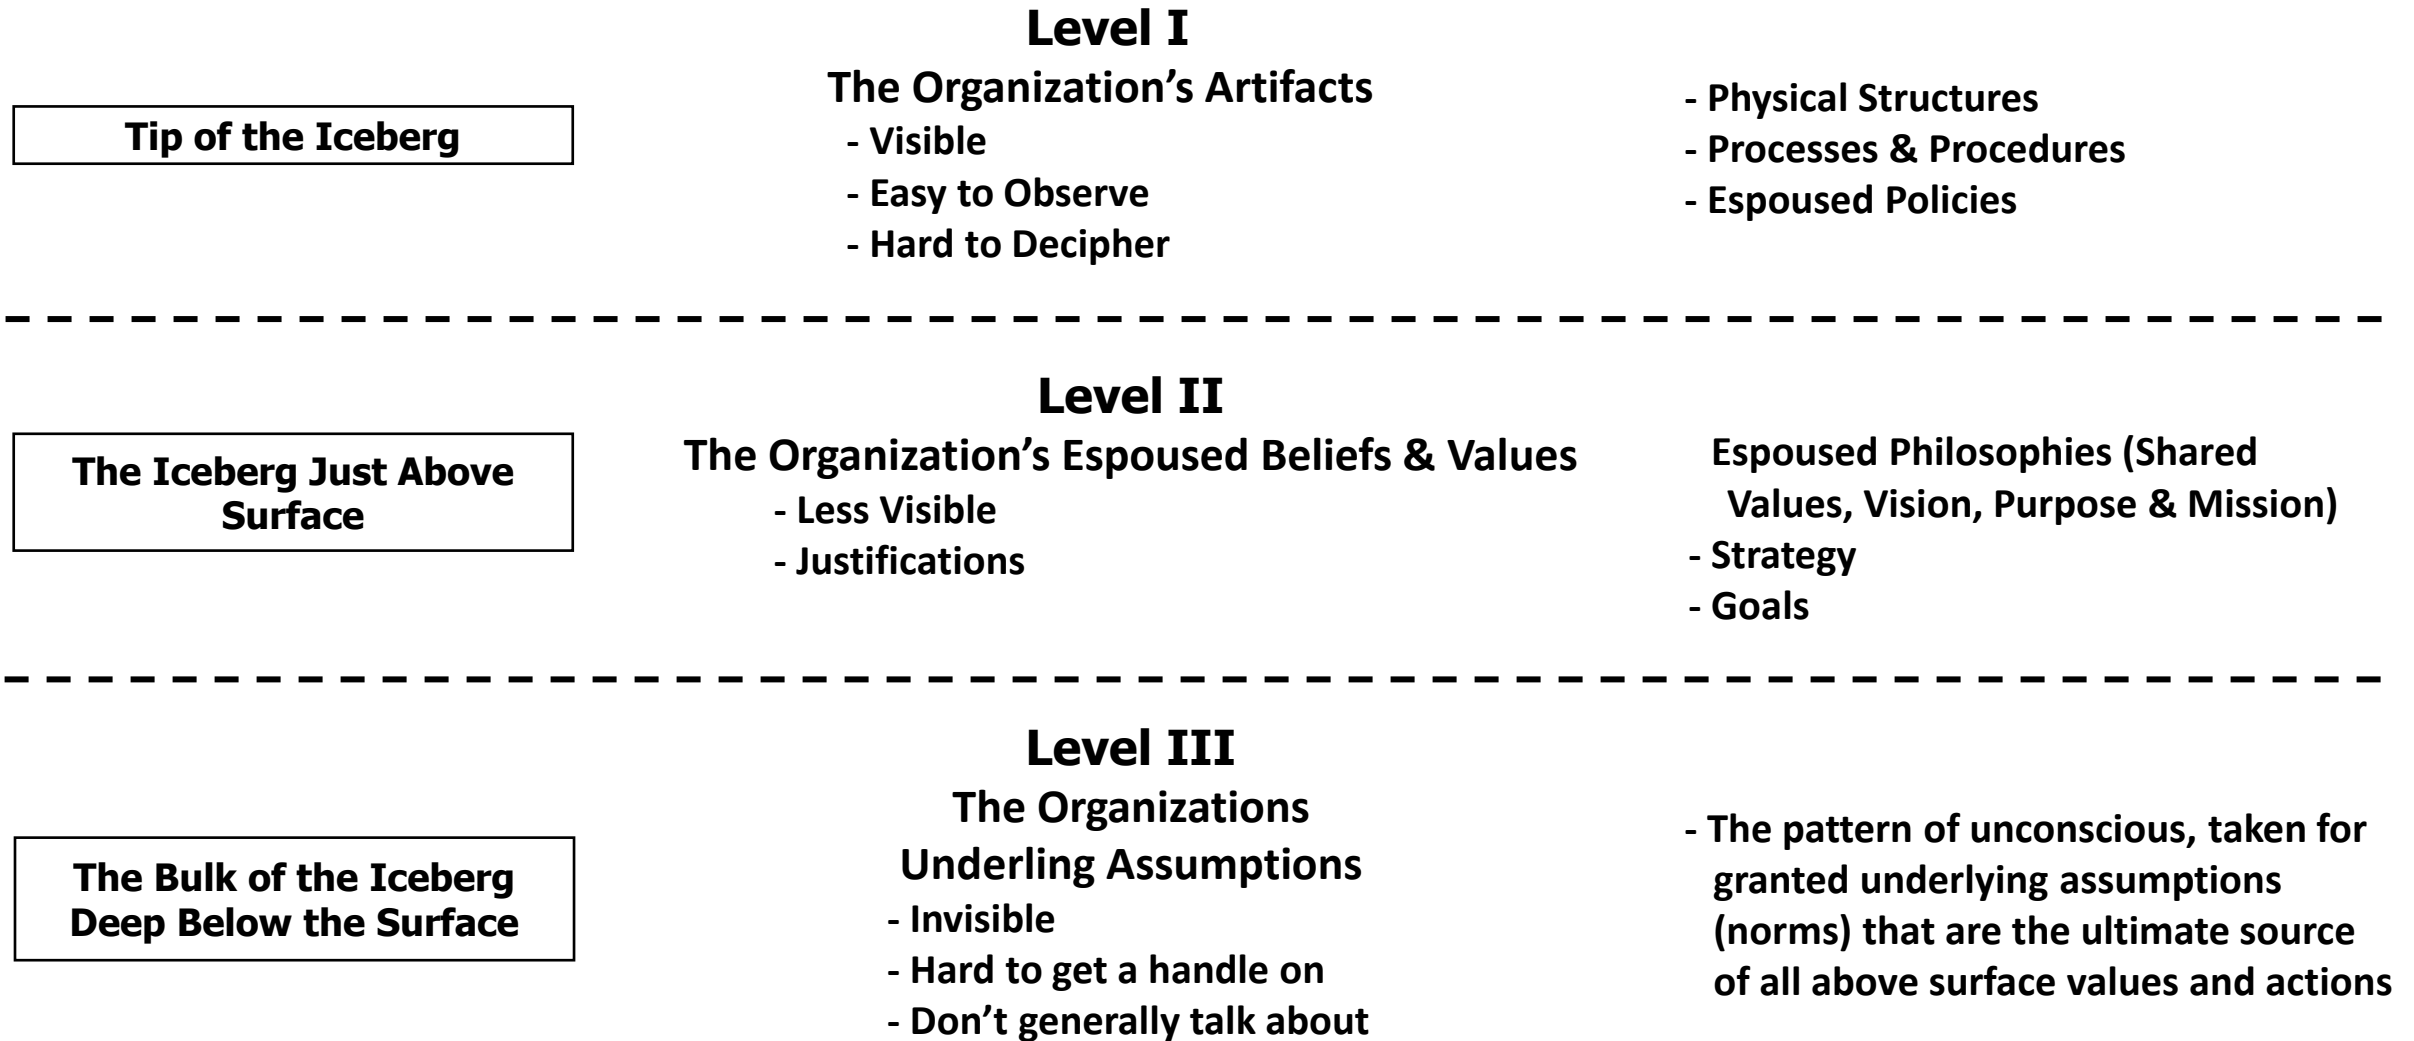 Level I
The Organization’s Artifacts
- Visible
- Easy to Observe
- Hard to Decipher
Tip of the Iceberg
- Physical Structures
- Processes & Procedures
- Espoused Policies
Level II
The Organization’s Espoused Beliefs & Values
- Less Visible
- Justifications
The Iceberg Just Above
Surface
Espoused Philosophies (Shared
Values, Vision, Purpose & Mission)
- Strategy
- Goals
Level III
The Organizations
Underling Assumptions
- Invisible
- Hard to get a handle on
- Don’t generally talk about
The Bulk of the Iceberg
Deep Below the Surface
- The pattern of unconscious, taken for
granted underlying assumptions
(norms) that are the ultimate source
of all above surface values and actions